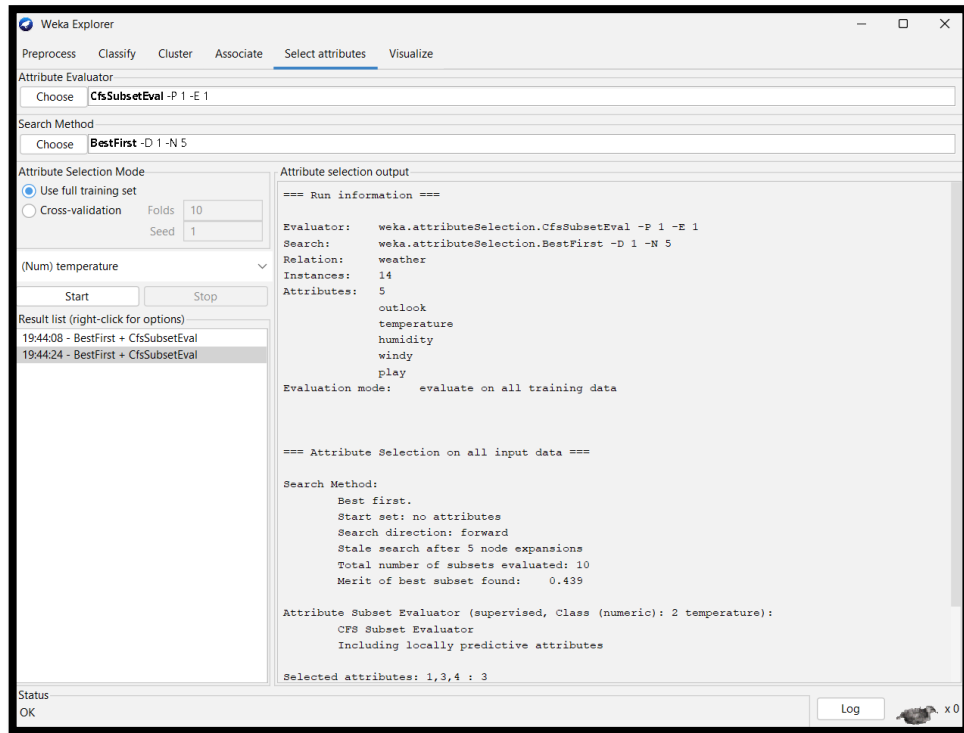 Weka Explorer
Preprocess Classify Cluster Associate Select attributes Visualize
Attribute Evaluator
Choose CfsSubsetEval -P 1 -E 1
Search Method
Choose BestFirst -D 1 -N 5
Attribute Selection Mode
Use full training set
Cross-validation Folds 10
Seed 1
(Num) temperature
Start Stop
Result list (right-click for options)
19:44:08 - BestFirst + CfsSubsetEval
19:44:24 - BestFirst + CfsSubsetEval
Attribute selection output
=== Run information ===
Evaluator: weka.attributeSelection.CfsSubsetEval -P 1 -E 1
Search: weka.attributeSelection.BestFirst -D 1 -N 5
Relation: weather
Instances: 14
Attributes: 5
outlook
temperature
humidity
windy
play
Evaluation mode: evaluate on all training data
=== Attribute Selection on all input data ===
Search Method:
Best first.
Start set: no attributes
Search direction: forward
Stale search after 5 node expansions
Total number of subsets evaluated: 10
Merit of best subset found: 0.439
Attribute Subset Evaluator (supervised, Class (numeric): 2 temperature):
CFS Subset Evaluator
Including locally predictive attributes
Selected attributes: 1,3,4 : 3
Status
OK
Log x 0